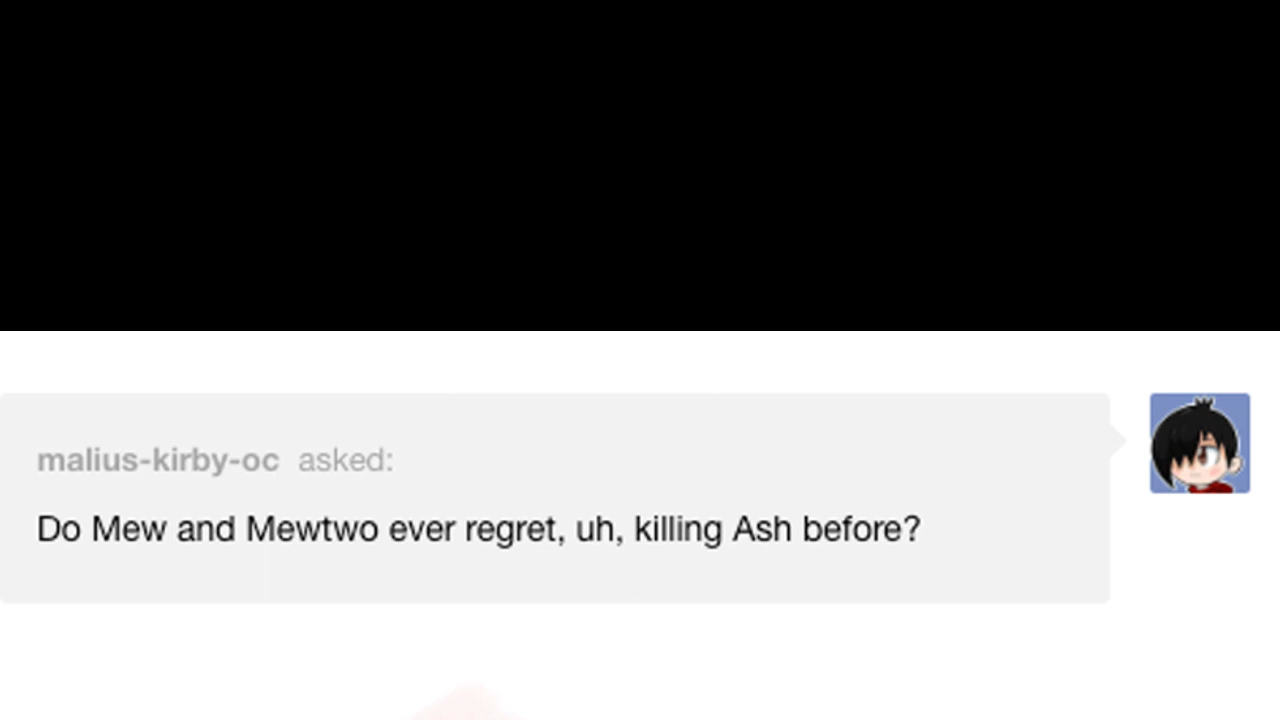 malius-kirby-oc asked:
Do Mew and Mewtwo ever regret, uh, killing Ash before?